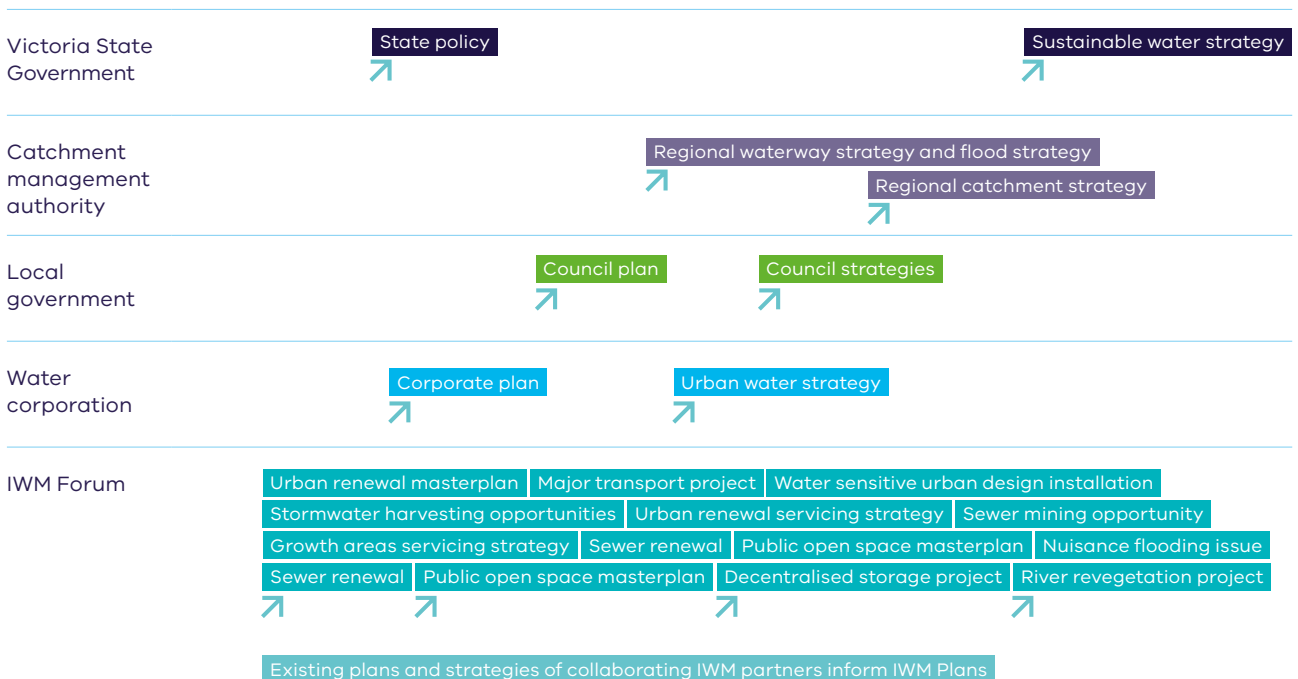 Victoria State
Government
State policy
Sustainable water strategy
Catchment
management
authority
Regional waterway strategy and flood strategy
Regional catchment strategy
Local
government
Council plan
Council strategies
Water
corporation
Corporate plan
Urban water strategy
IWM Forum
Urban renewal masterplan Major transport project Water sensitive urban design installation
Stormwater harvesting opportunities Urban renewal servicing strategy Sewer mining opportunity
Growth areas servicing strategy Sewer renewal Public open space masterplan Nuisance flooding issue
Sewer renewal Public open space masterplan Decentralised storage project River revegetation project
Existing plans and strategies of collaborating IWM partners inform IWM Plans